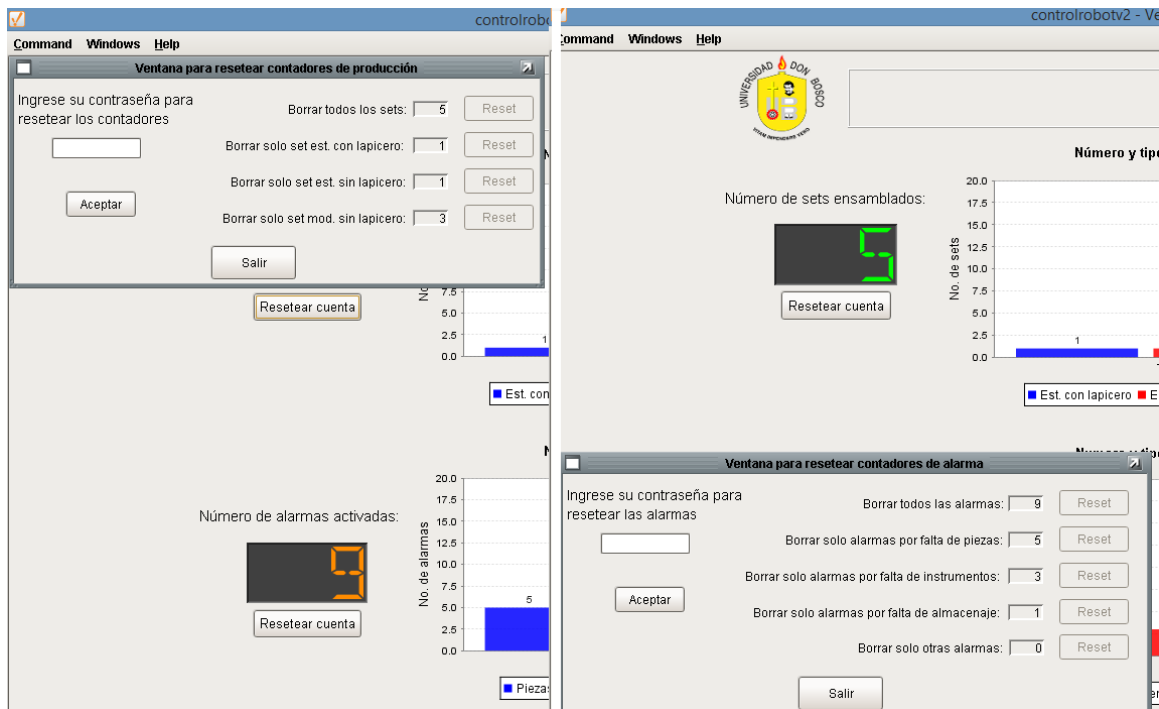 controlrobo
Command Windows Help
Ventana para resetear contadores de producción
Ingrese su contraseña para
resetear los contadores
Aceptar
Borrar todos los sets: 5 Reset
Borrar solo set est. con lapicero: 1 Reset
Borrar solo set est. sin lapicero: 1 Reset
Borrar solo set mod. sin lapicero: 3 Reset
Salir
Resetear cuenta
7.5
5.0
2.5
0.0
1
Est. con
Número de alarmas activadas:
9
Resetear cuenta
No. de alarmas
20.0
17.5
15.0
12.5
10.0
7.5
5.0
2.5
0.0
5
Piezas
controlrobotv2 - Ve
ommand Windows Help
UNIVERSIDAD DON BOSCO
Número y tipo
Número de sets ensamblados:
5
Resetear cuenta
No. de sets
20.0
17.5
15.0
12.5
10.0
7.5
5.0
2.5
0.0
1
Est. con lapicero E
Ventana para resetear contadores de alarma
Ingrese su contraseña para
resetear las alarmas
Aceptar
Borrar todos las alarmas: 9 Reset
Borrar solo alarmas por falta de piezas: 5 Reset
Borrar solo alarmas por falta de instrumentos: 3 Reset
Borrar solo alarmas por falta de almacenaje: 1 Reset
Borrar solo otras alarmas: 0 Reset
Salir